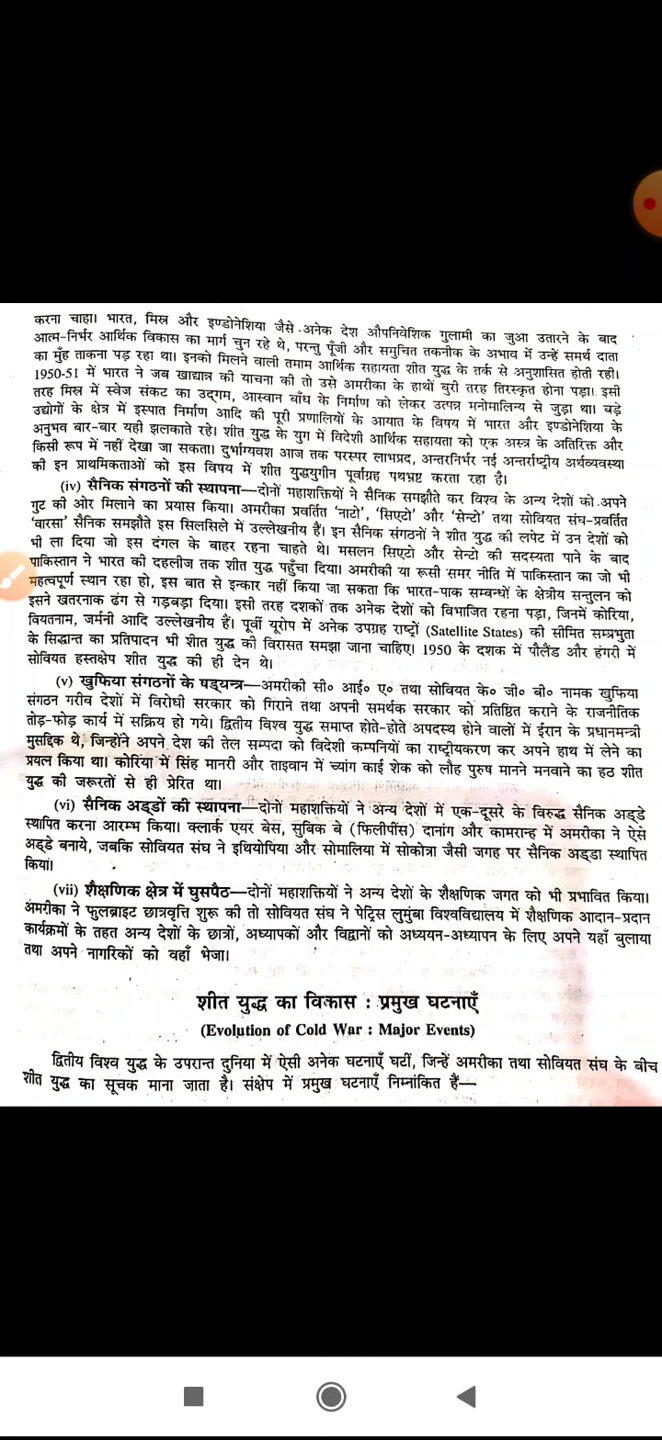 करना चाहा। भारत, मिस्र और इण्डोनेशिया जैसे अनेक देश औपनिवेशिक गुलामी का जुआ उतारने के बाद
आत्म-निर्भर आर्थिक विकास का मार्ग चुन रहे थे, परन्तु पूँजी और समुचित तकनीक के अभाव में उन्हें समर्थ दाता
का मुँह ताकना पड़ रहा था। इनको मिलने वाली तमाम आर्थिक सहायता शीत युद्ध के तर्क से अनुशासित होती रही।
1950-51 में भारत ने जब खाद्यान्न की याचना की तो उसे अमरीका के हाथों बुरी तरह तिरस्कृत होना पड़ा। इसी
तरह मिस्र में स्वेज संकट का उद्गम, आस्वान बाँध के निर्माण को लेकर उत्पन्न मनोमालिन्य से जुड़ा था। बड़े
उद्योगों के क्षेत्र में इस्पात निर्माण आदि की पूरी प्रणालियों के आयात के विषय में भारत और इण्डोनेशिया के
अनुभव बार-बार यही झलकाते रहे। शीत युद्ध के युग में विदेशी आर्थिक सहायता को एक अस्त्र के अतिरिक्त और
किसी रूप में नहीं देखा जा सकता। दुर्भाग्यवश आज तक परस्पर लाभप्रद, अन्तरनिर्भर नई अन्तर्राष्ट्रीय अर्थव्यवस्था
की इन प्राथमिकताओं को इस विषय में शीत युद्धयुगीन पूर्वाग्रह पथभ्रष्ट करता रहा है।
(iv) सैनिक संगठनों की स्थापना—दोनों महाशक्तियों ने सैनिक समझौते कर विश्व के अन्य देशों को अपने
गुट की ओर मिलाने का प्रयास किया। अमरीका प्रवर्तित 'नाटो', 'सिएटो' और 'सेन्टो' तथा सोवियत संघ-प्रवर्तित
'वारसा' सैनिक समझौते इस सिलसिले में उल्लेखनीय हैं। इन सैनिक संगठनों ने शीत युद्ध की लपेट में उन देशों को
भी ला दिया जो इस दंगल के बाहर रहना चाहते थे। मसलन सिएटो और सेन्टो की सदस्यता पाने के बाद
पाकिस्तान ने भारत की दहलीज तक शीत युद्ध पहुँचा दिया। अमरीकी या रूसी समर नीति में पाकिस्तान का जो भी
महत्वपूर्ण स्थान रहा हो, इस बात से इन्कार नहीं किया जा सकता कि भारत-पाक सम्बन्धों के क्षेत्रीय सन्तुलन को
इसने खतरनाक ढंग से गड़बड़ा दिया। इसी तरह दशकों तक अनेक देशों को विभाजित रहना पड़ा, जिनमें कोरिया,
वियतनाम, जर्मनी आदि उल्लेखनीय हैं। पूर्वी यूरोप में अनेक उपग्रह राष्ट्रों (Satellite States) की सीमित सम्प्रभुता
के सिद्धान्त का प्रतिपादन भी शीत युद्ध की विरासत समझा जाना चाहिए। 1950 के दशक में पौलैंड और हंगरी में
सोवियत हस्तक्षेप शीत युद्ध की ही देन थे।
(v) खुफिया संगठनों के षड्यन्त्र—अमरीकी सी० आई० ए० तथा सोवियत के० जी० बी० नामक खुफिया
संगठन गरीब देशों में विरोधी सरकार को गिराने तथा अपनी समर्थक सरकार को प्रतिष्ठित कराने के राजनीतिक
तोड़-फोड़ कार्य में सक्रिय हो गये। द्वितीय विश्व युद्ध समाप्त होते-होते अपदस्थ होने वालों में ईरान के प्रधानमन्त्री
मुसद्दिक थे, जिन्होंने अपने देश की तेल सम्पदा को विदेशी कम्पनियों का राष्ट्रीयकरण कर अपने हाथ में लेने का
प्रयत्न किया था। कोरिया में सिंह मानरी और ताइवान में च्यांग काई शेक को लौह पुरुष मानने मनवाने का हठ शीत
युद्ध की जरूरतों से ही प्रेरित था।
(vi) सैनिक अड्डों की स्थापना—दोनों महाशक्तियों ने अन्य देशों में एक-दूसरे के विरुद्ध सैनिक अड्डे
स्थापित करना आरम्भ किया। क्लार्क एयर बेस, सुबिक बे (फिलीपींस) दानांग और कामरान्ह में अमरीका ने ऐसे
अड्डे बनाये, जबकि सोवियत संघ ने इथियोपिया और सोमालिया में सोकोत्रा जैसी जगह पर सैनिक अड्डा स्थापित
किया।
(vii) शैक्षणिक क्षेत्र में घुसपैठ—दोनों महाशक्तियों ने अन्य देशों के शैक्षणिक जगत को भी प्रभावित किया।
अमरीका ने फुलब्राइट छात्रवृत्ति शुरू की तो सोवियत संघ ने पेट्रिस लुमुंबा विश्वविद्यालय में शैक्षणिक आदान-प्रदान
कार्यक्रमों के तहत अन्य देशों के छात्रों, अध्यापकों और विद्वानों को अध्ययन-अध्यापन के लिए अपने यहाँ बुलाया
तथा अपने नागरिकों को वहाँ भेजा।
शीत युद्ध का विकास : प्रमुख घटनाएँ
(Evolution of Cold War : Major Events)
द्वितीय विश्व युद्ध के उपरान्त दुनिया में ऐसी अनेक घटनाएँ घटीं, जिन्हें अमरीका तथा सोवियत संघ के बीच
शीत युद्ध का सूचक माना जाता है। संक्षेप में प्रमुख घटनाएँ निम्नांकित हैं—